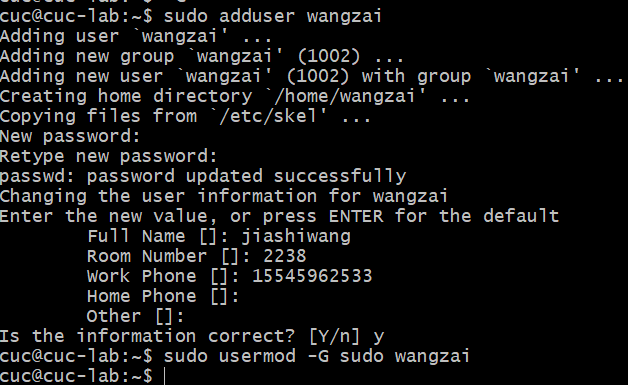 cuc@cuc-lab:~$ sudo adduser wangzai
Adding user `wangzai' ...
Adding new group `wangzai' (1002) ...
Adding new user `wangzai' (1002) with group `wangzai' ...
Creating home directory `/home/wangzai' ...
Copying files from `/etc/skel' ...
New password:
Retype new password:
passwd: password updated successfully
Changing the user information for wangzai
Enter the new value, or press ENTER for the default
        Full Name []: jiashiwang
        Room Number []: 2238
        Work Phone []: 15545962533
        Home Phone []:
        Other []:
Is the information correct? [Y/n] y
cuc@cuc-lab:~$ sudo usermod -G sudo wangzai
cuc@cuc-lab:~$